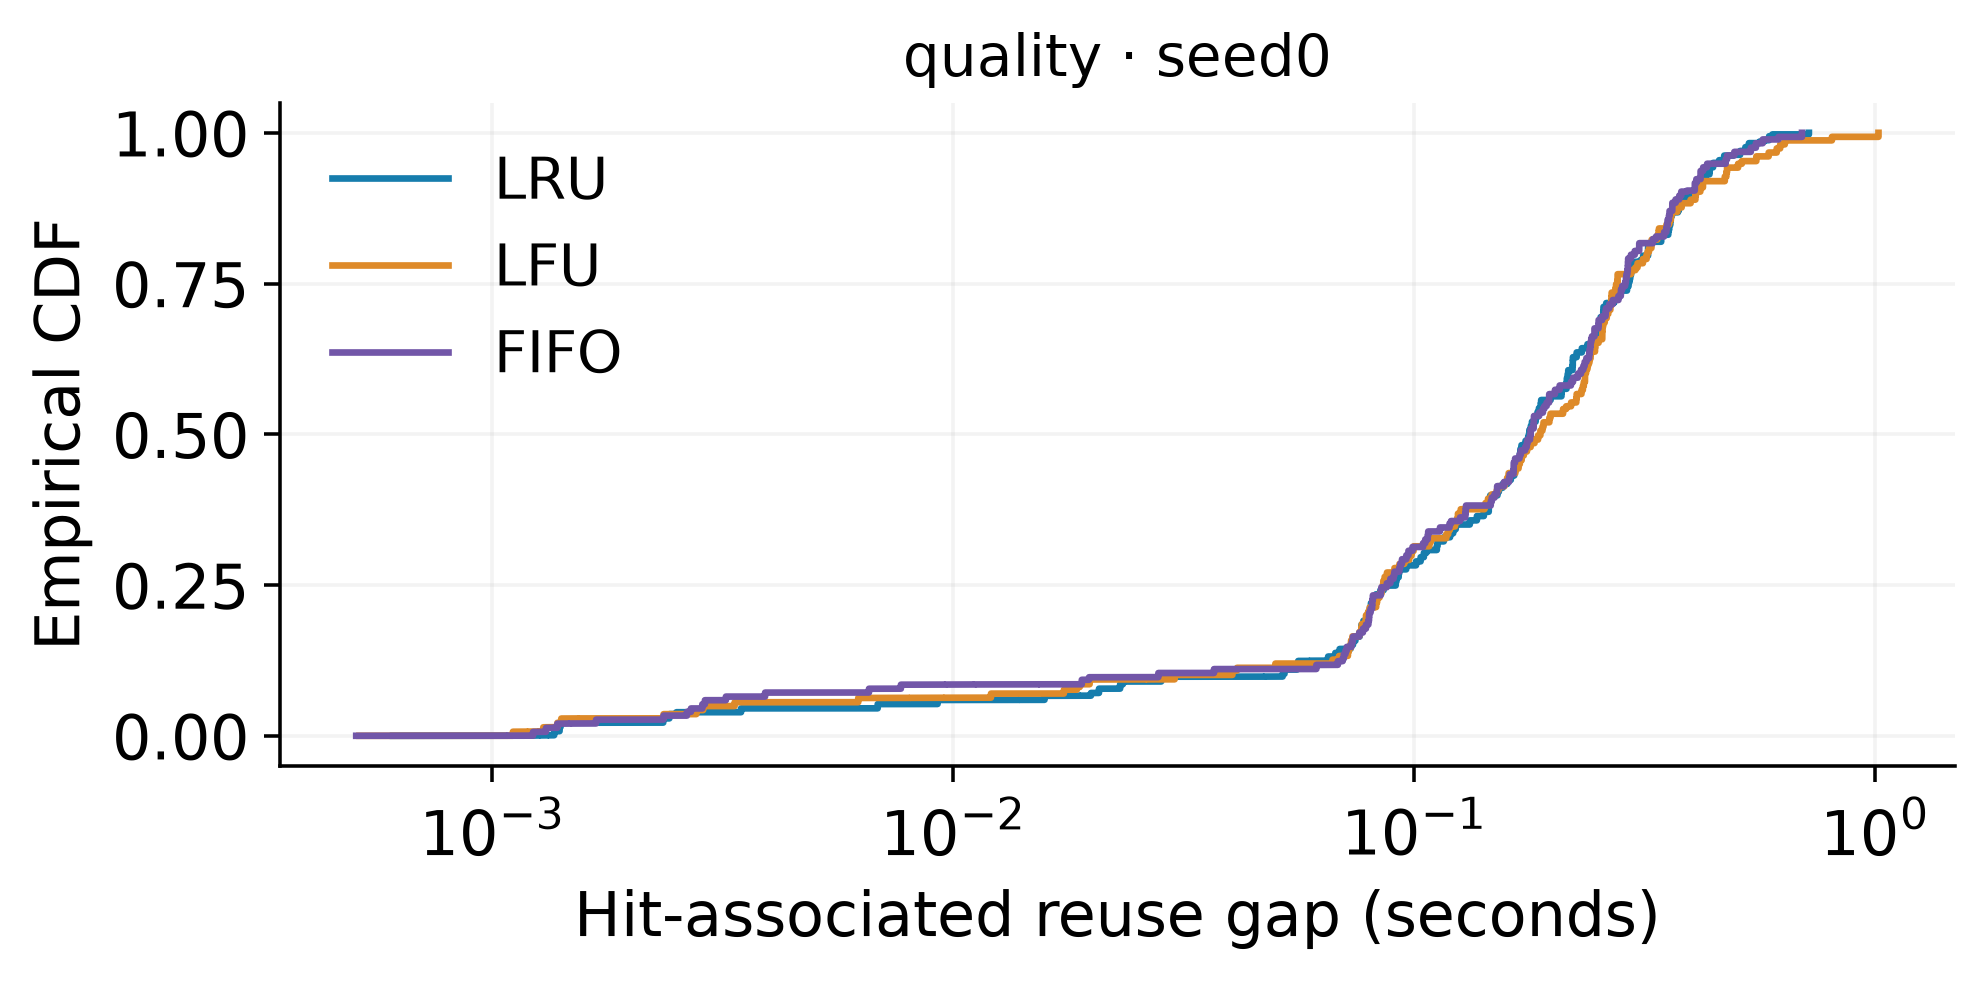 quality · seed0
1.00
0.75
0.50
0.25
0.00
Empirical CDF
LRU
LFU
FIFO
10⁻³
10⁻²
10⁻¹
10⁰
Hit-associated reuse gap (seconds)